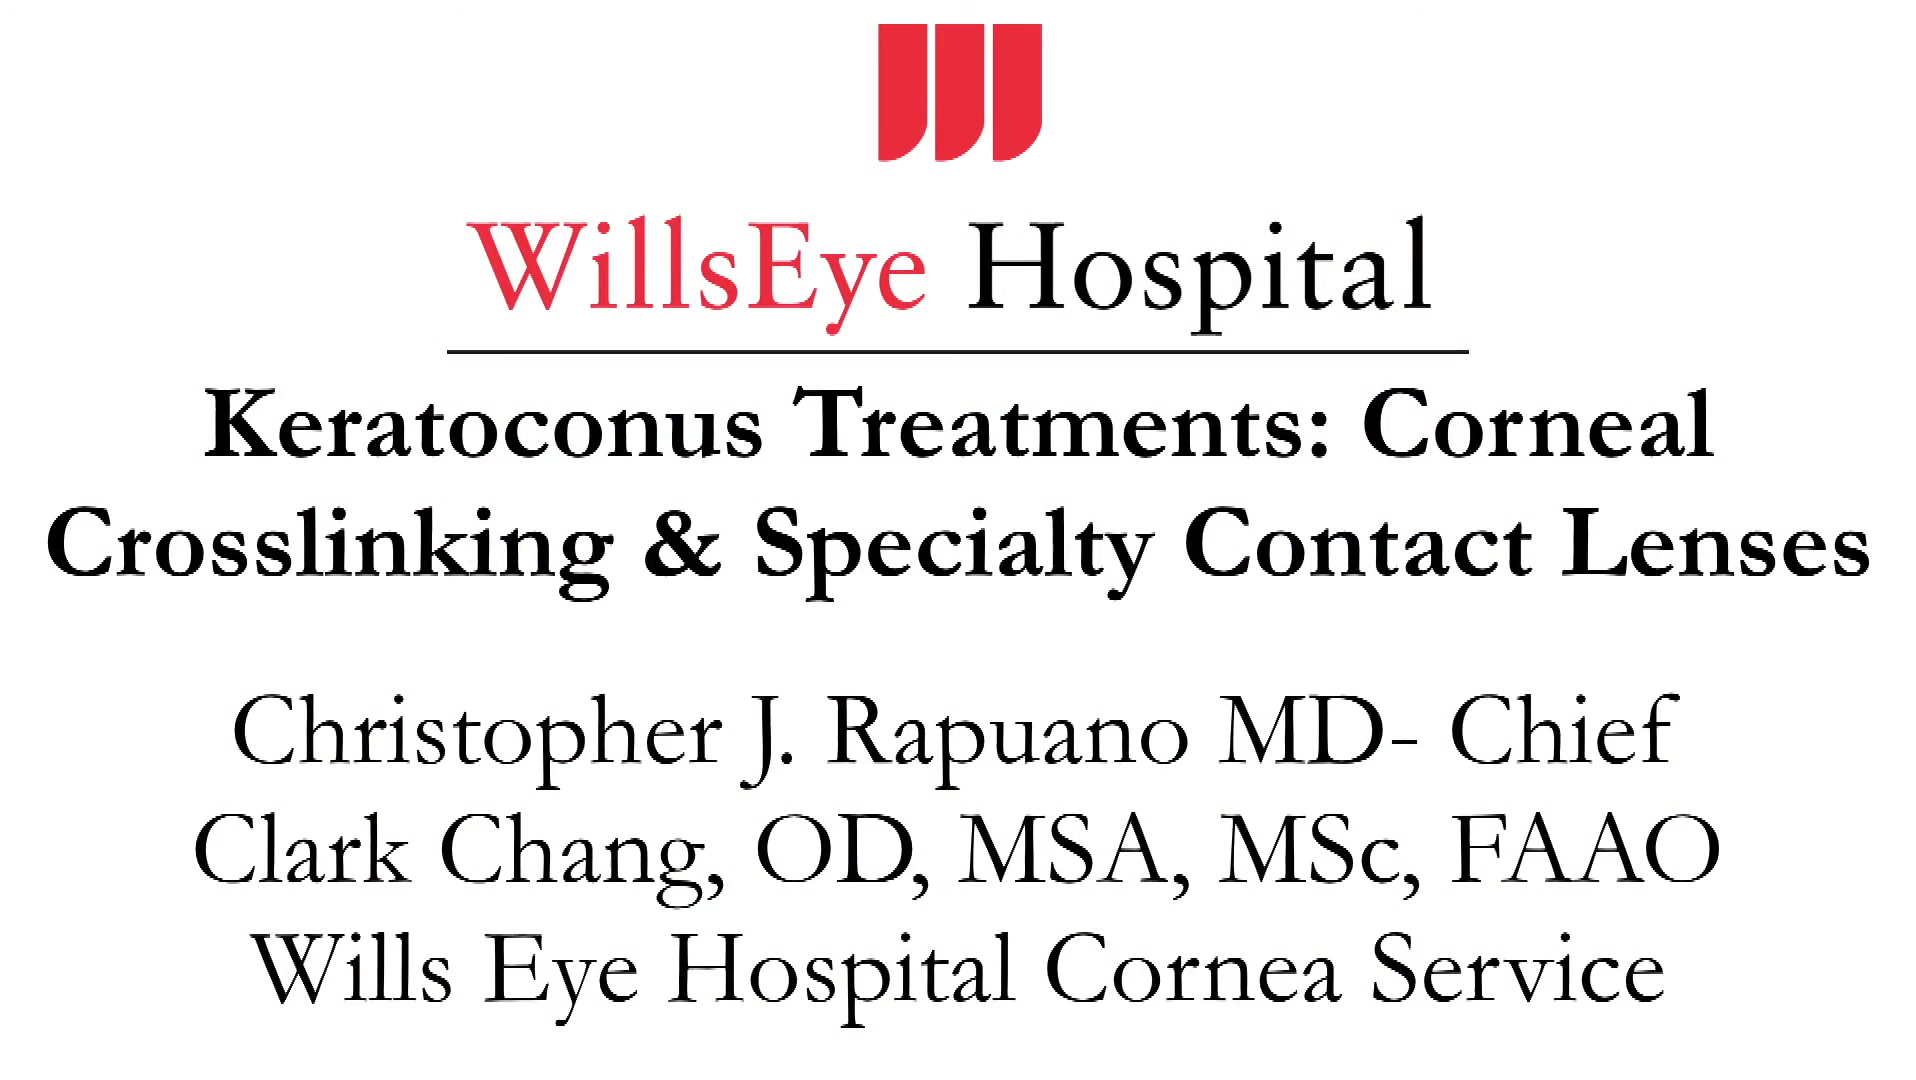 WillsEye Hospital
Keratoconus Treatments: Corneal
Crosslinking & Specialty Contact Lenses
Christopher J. Rapuano MD- Chief
Clark Chang, OD, MSA, MSc, FAAO
Wills Eye Hospital Cornea Service